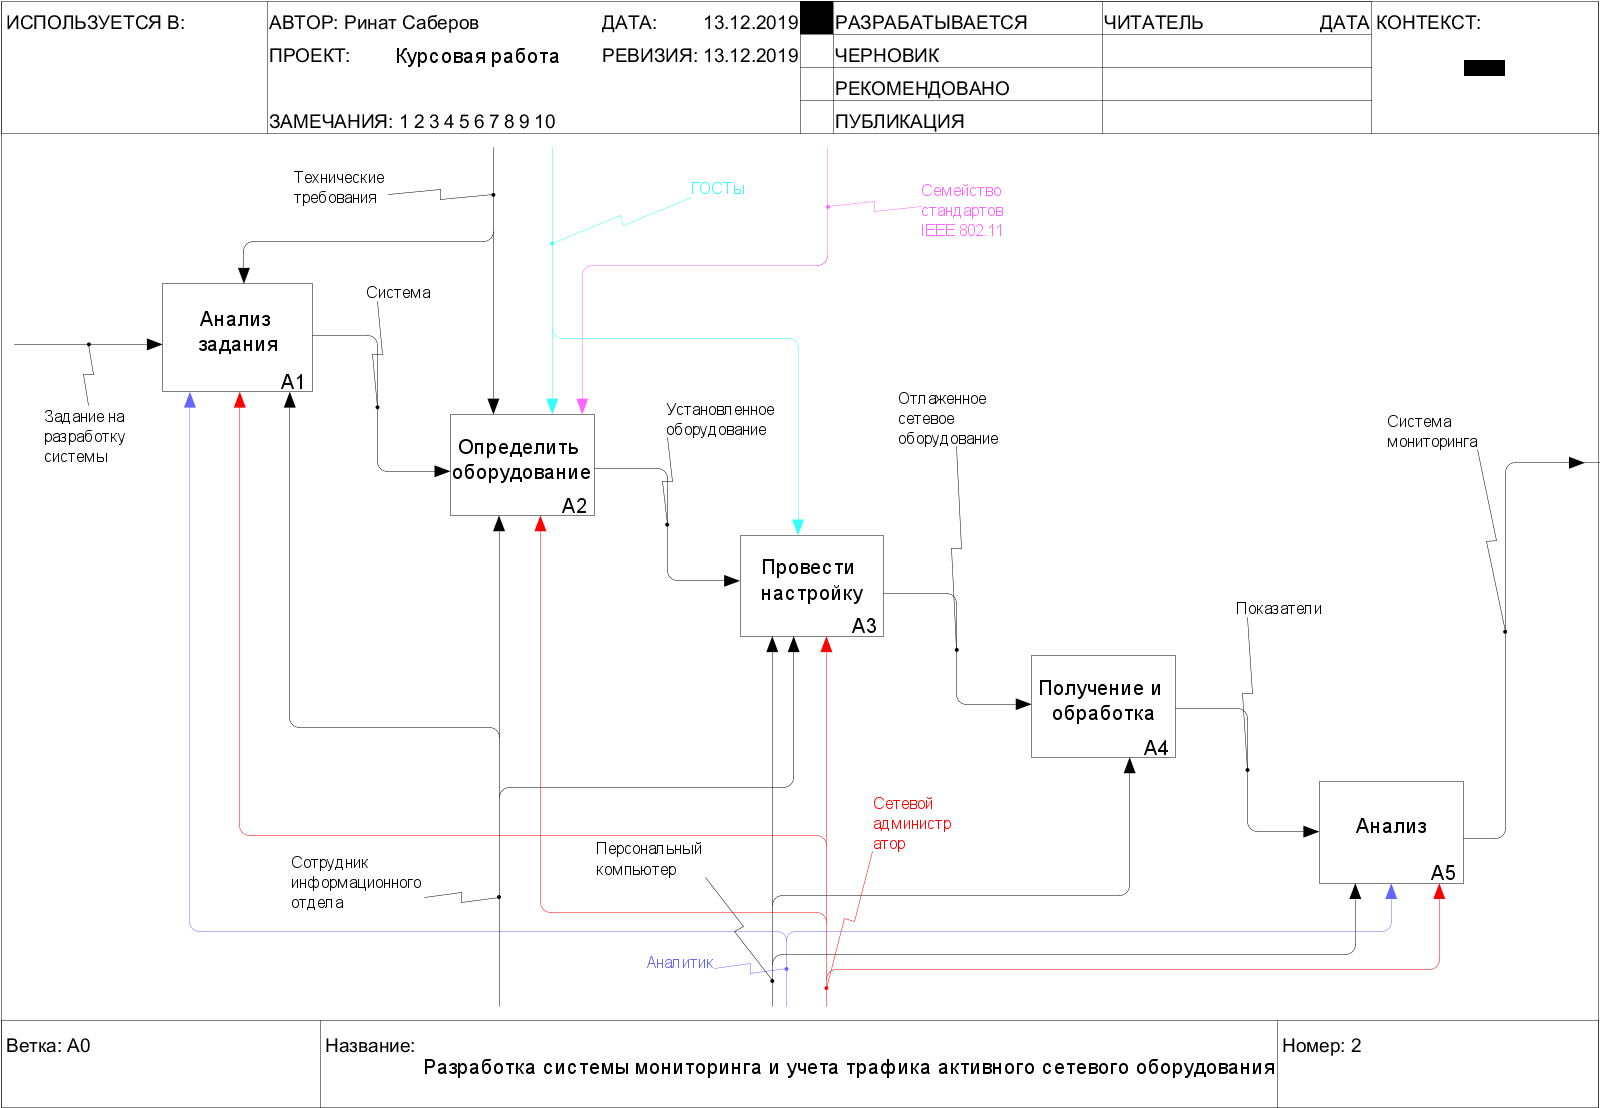 ИСПОЛЬЗУЕТСЯ В:
АВТОР: Ринат Саберов
ДАТА: 13.12.2019
РАЗРАБАТЫВАЕТСЯ
ЧИТАТЕЛЬ
ДАТА
КОНТЕКСТ:
ПРОЕКТ: Курсовая работа
РЕВИЗИЯ: 13.12.2019
ЧЕРНОВИК
РЕКОМЕНДОВАНО
ЗАМЕЧАНИЯ: 1 2 3 4 5 6 7 8 9 10
ПУБЛИКАЦИЯ
Технические
требования
ГОСТы
Семейство
стандартов
IEEE 802.11
Анализ
задания
A1
Система
Задание на
разработку
системы
Определить
оборудование
A2
Установленное
оборудование
Отлаженное
сетевое
оборудование
Система
мониторинга
Провести
настройку
A3
Показатели
Получение и
обработка
A4
Анализ
A5
Сетевой
администр
атор
Персональный
компьютер
Сотрудник
информационного
отдела
Аналитик
Ветка: A0
Название:
Разработка системы мониторинга и учета трафика активного сетевого оборудования
Номер: 2